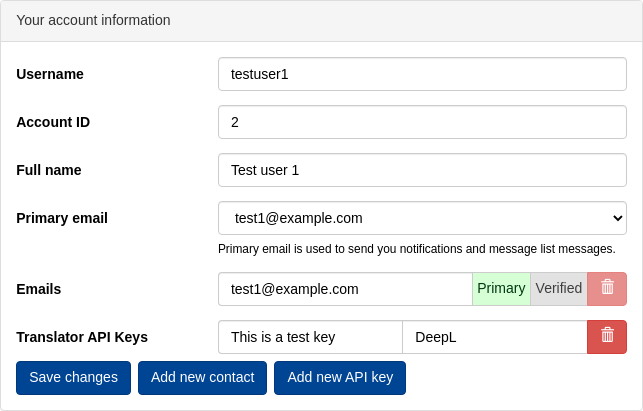 Your account information
Username testuser1
Account ID 2
Full name Test user 1
Primary email test1@example.com
Primary email is used to send you notifications and message list messages.
Emails test1@example.com Primary Verified
Translator API Keys This is a test key DeepL
Save changes Add new contact Add new API key